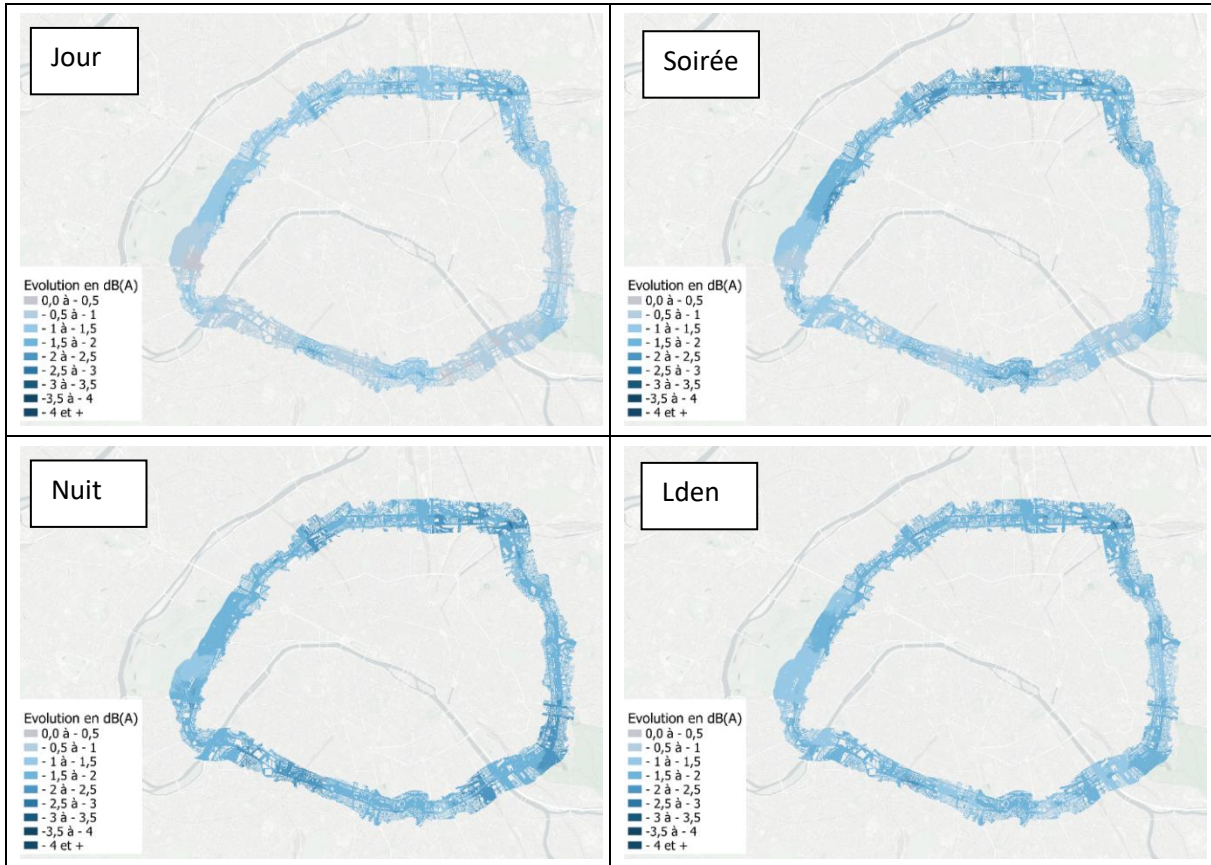 Jour
Evolution en dB(A)
0,0 à - 0,5
- 0,5 à - 1
- 1 à - 1,5
- 1,5 à - 2
- 2 à - 2,5
- 2,5 à - 3
- 3 à - 3,5
-3,5 à - 4
- 4 et +
Soirée
Evolution en dB(A)
0,0 à - 0,5
- 0,5 à - 1
- 1 à - 1,5
- 1,5 à - 2
- 2 à - 2,5
- 2,5 à - 3
- 3 à - 3,5
-3,5 à - 4
- 4 et +
Nuit
Evolution en dB(A)
0,0 à - 0,5
- 0,5 à - 1
- 1 à - 1,5
- 1,5 à - 2
- 2 à - 2,5
- 2,5 à - 3
- 3 à - 3,5
-3,5 à - 4
- 4 et +
Lden
Evolution en dB(A)
0,0 à - 0,5
- 0,5 à - 1
- 1 à - 1,5
- 1,5 à - 2
- 2 à - 2,5
- 2,5 à - 3
- 3 à - 3,5
-3,5 à - 4
- 4 et +